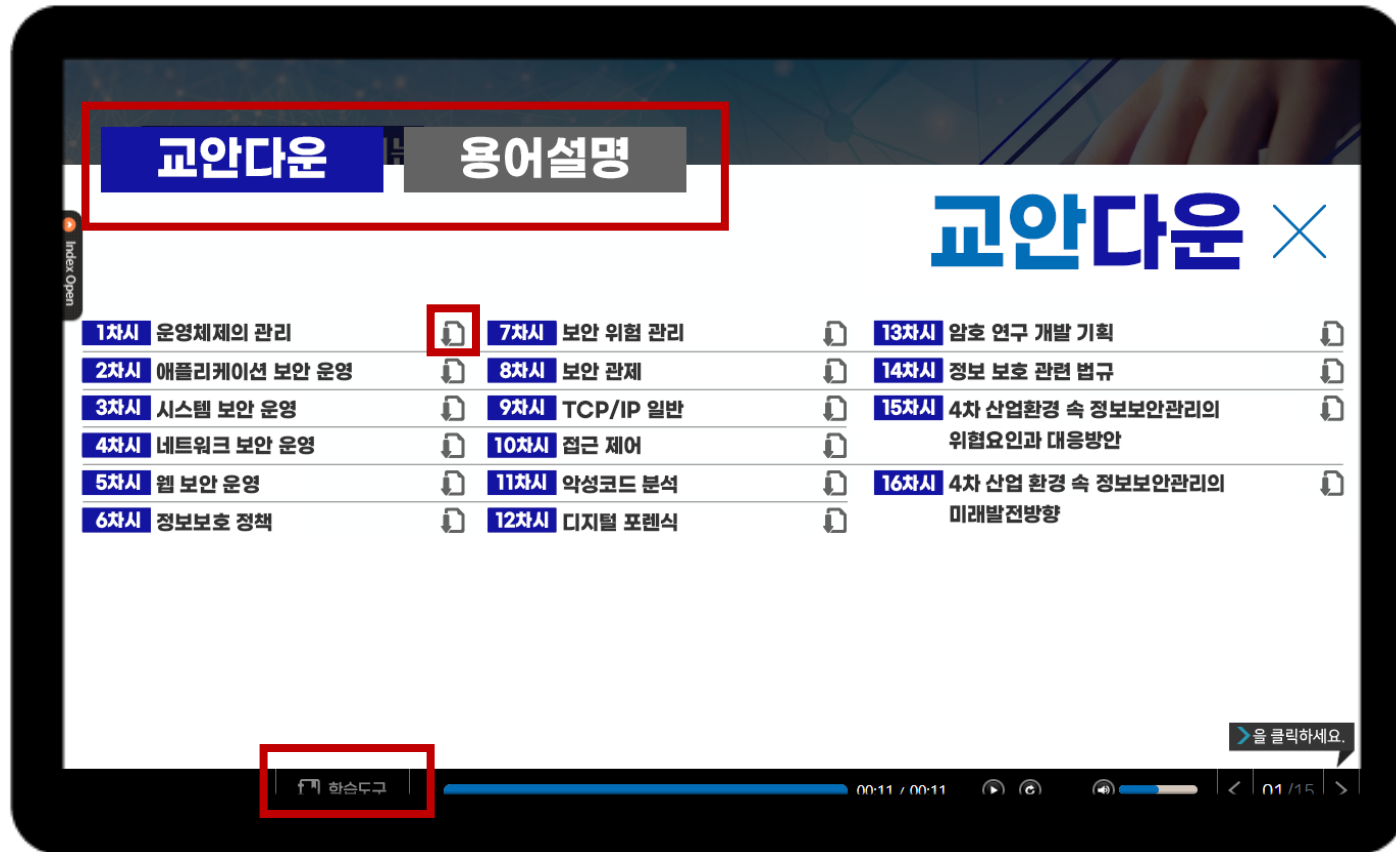 교안다운
용어설명
교안다운
Index Open
1차시 운영체제의 관리
2차시 애플리케이션 보안 운영
3차시 시스템 보안 운영
4차시 네트워크 보안 운영
5차시 웹 보안 운영
6차시 정보보호 정책
7차시 보안 위험 관리
8차시 보안 관제
9차시 TCP/IP 일반
10차시 접근 제어
11차시 악성코드 분석
12차시 디지털 포렌식
13차시 암호 연구 개발 기획
14차시 정보 보호 관련 법규
15차시 4차 산업환경 속 정보보안관리의
위협요인과 대응방안
16차시 4차 산업 환경 속 정보보안관리의
미래발전방향
을 클릭하세요.
학습도구
00:11 / 00:11
01/15